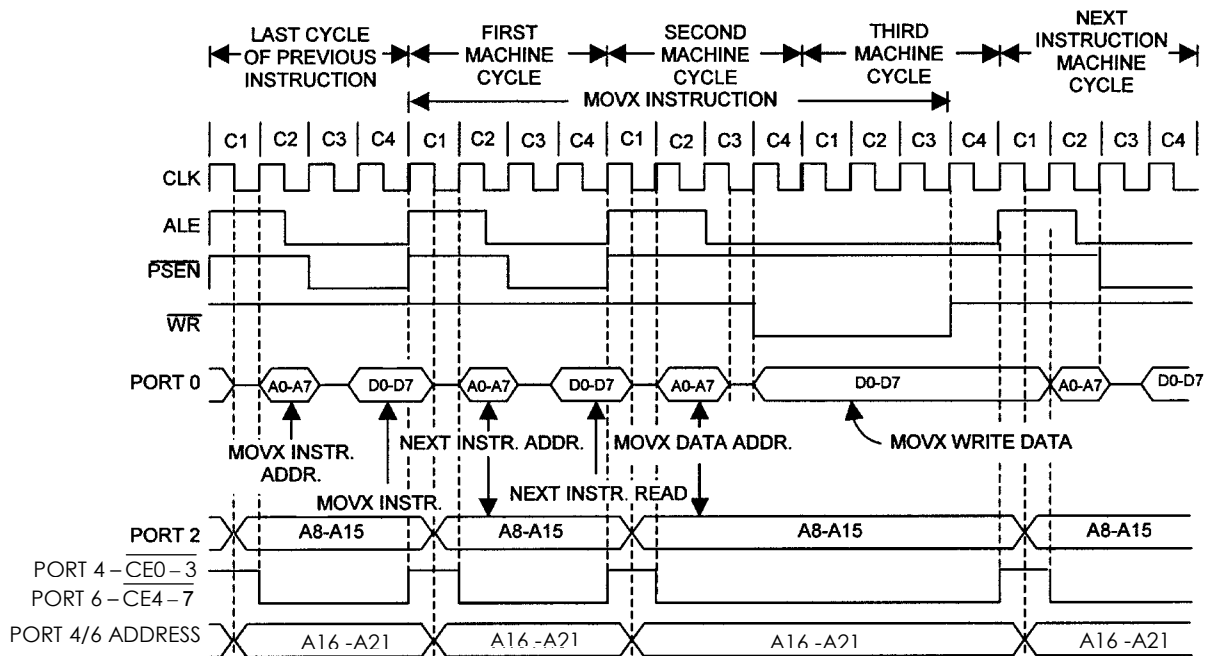 LAST CYCLE OF PREVIOUS INSTRUCTION
FIRST MACHINE CYCLE
SECOND MACHINE CYCLE
THIRD MACHINE CYCLE
NEXT INSTRUCTION MACHINE CYCLE
MOVX INSTRUCTION
C1 C2 C3 C4 C1 C2 C3 C4 C1 C2 C3 C4 C1 C2 C3 C4 C1 C2 C3 C4
CLK
ALE
PSEN
WR
PORT 0 A0-A7 D0-D7 A0-A7 D0-D7 A0-A7 D0-D7 A0-A7 D0-D7
MOVX INSTR. ADDR.
NEXT INSTR. ADDR.
MOVX DATA ADDR.
MOVX WRITE DATA
MOVX INSTR.
NEXT INSTR. READ
PORT 2 A8-A15 A8-A15 A8-A15 A8-A15
PORT 4 – CE0 – 3
PORT 6 – CE4 – 7
PORT 4/6 ADDRESS A16 -A21 A16 -A21 A16 -A21 A16 -A21